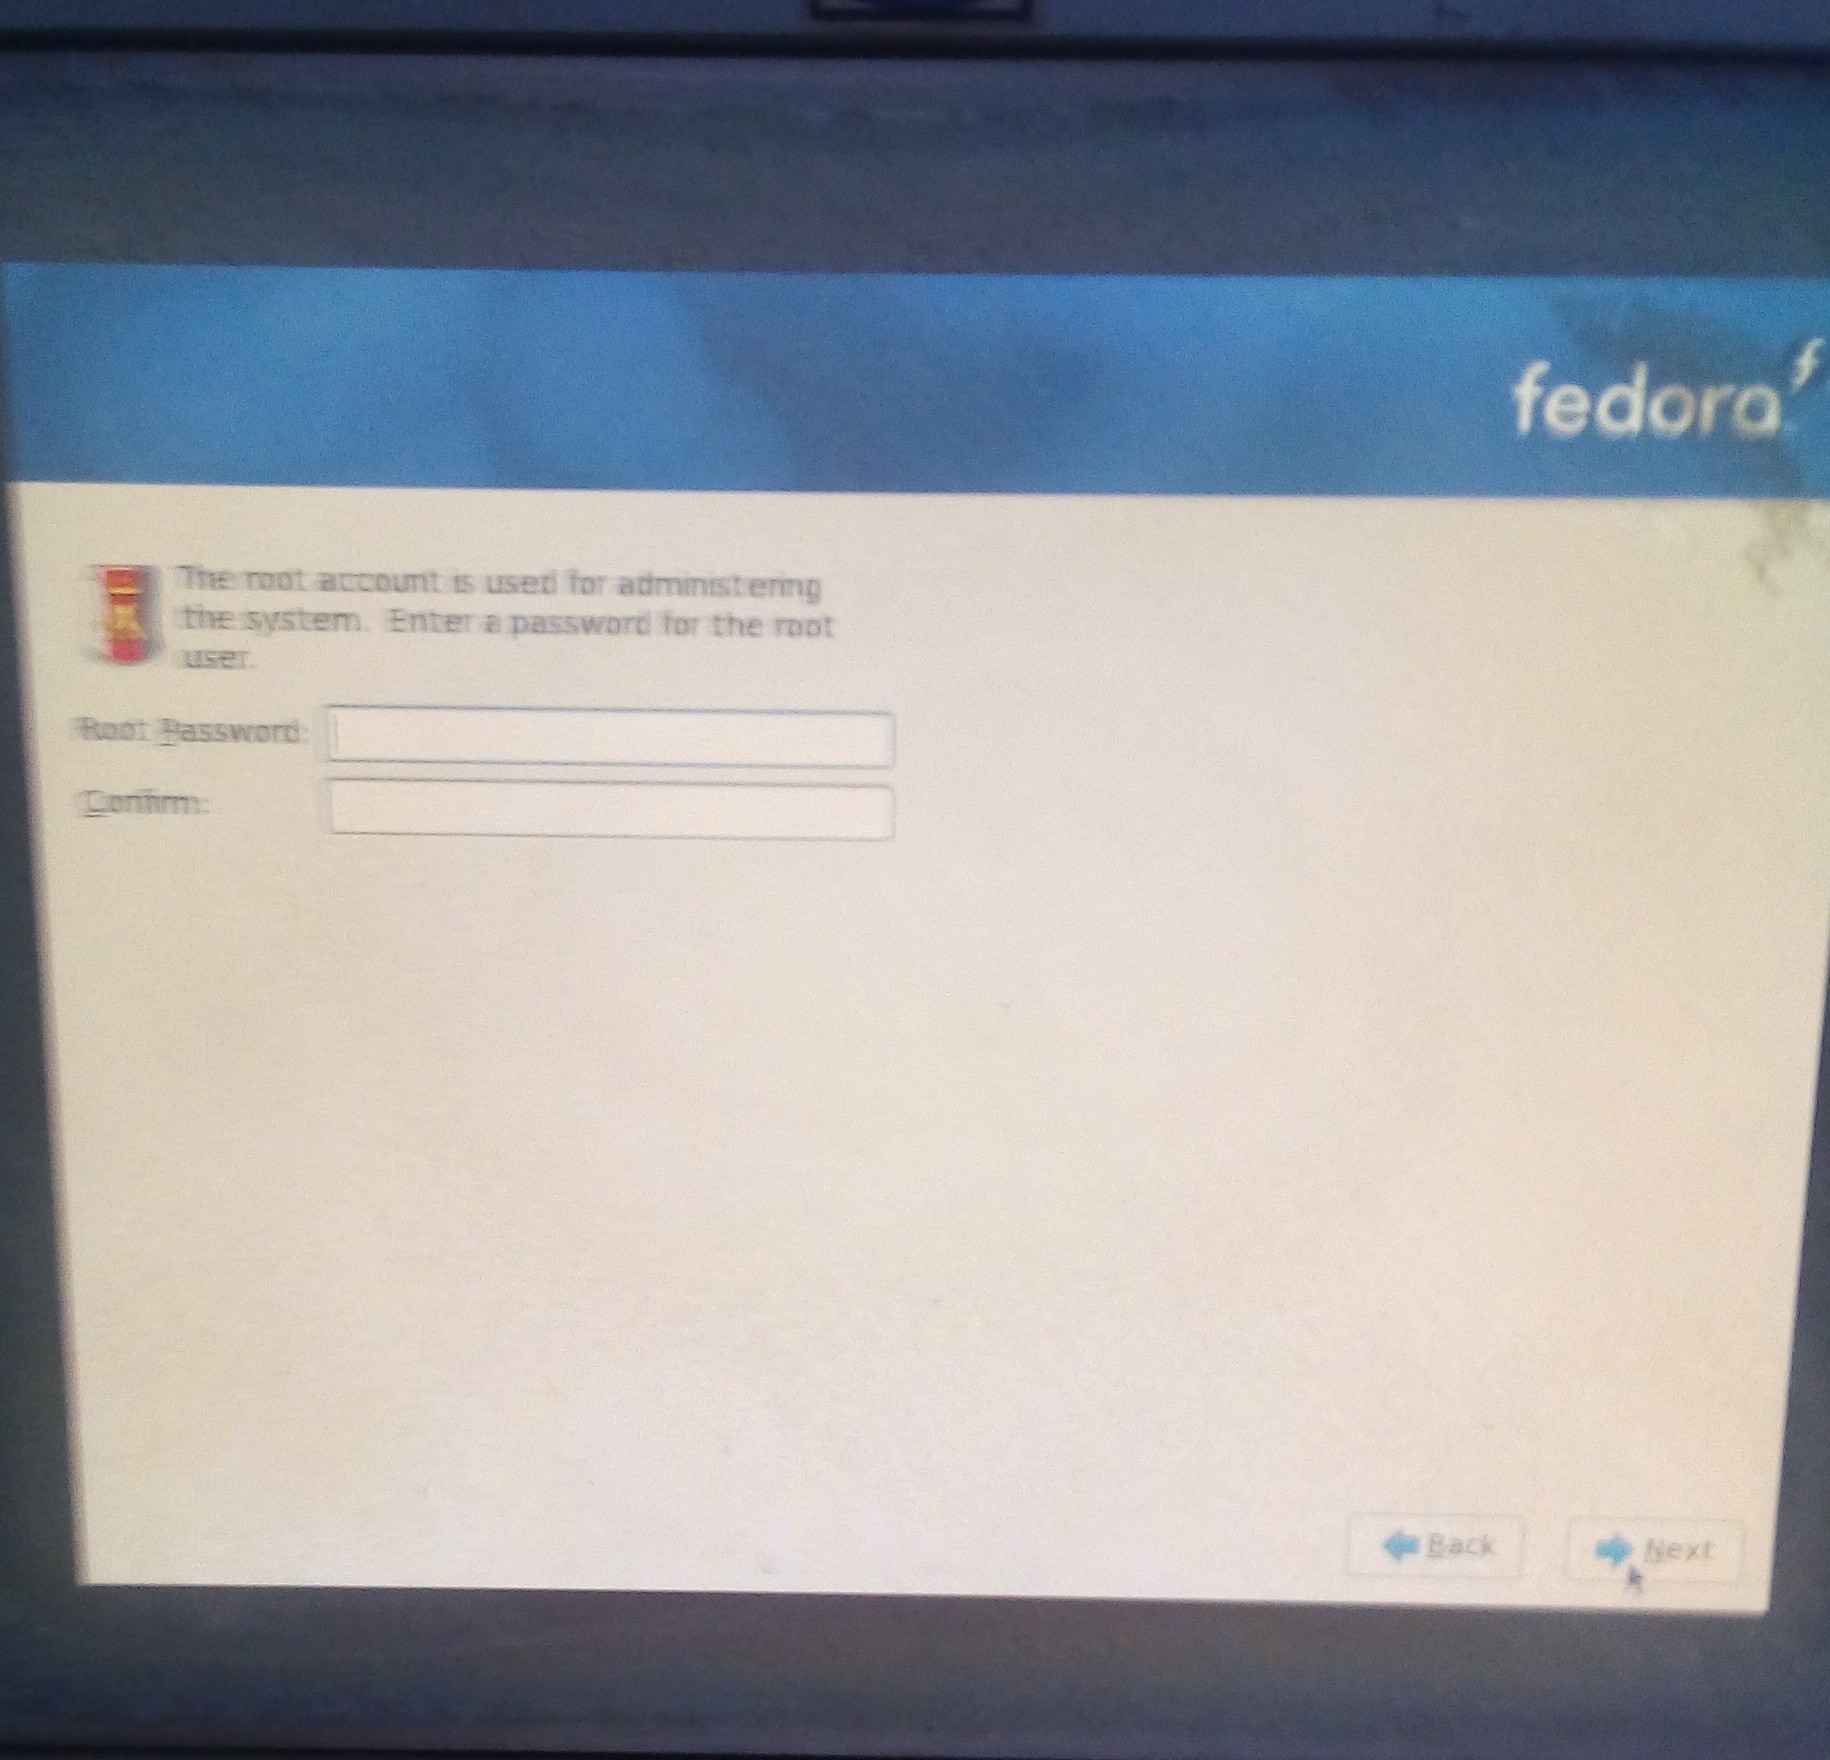 fedora
The root account is used for administering
the system. Enter a password for the root
user.
Root Password:
Confirm:
Back
Next